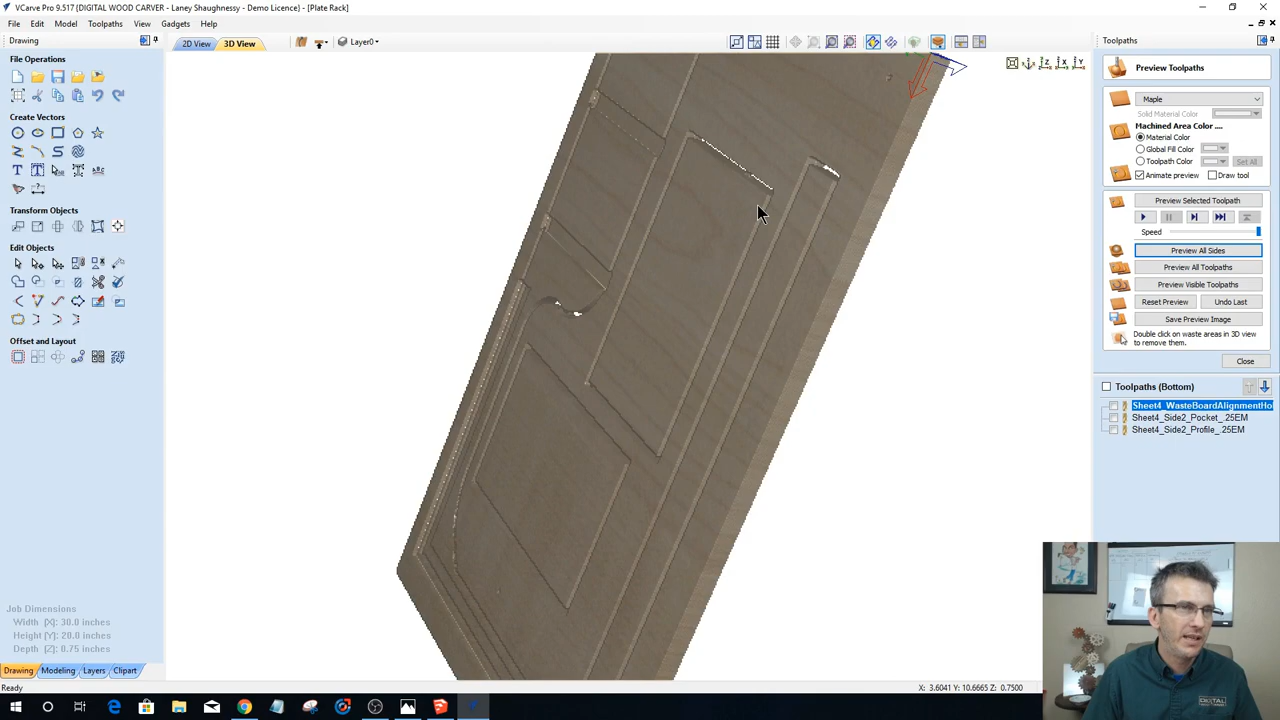 VCarve Pro 9.517 {DIGITAL WOOD CARVER} - Laney Shaughnessy - Demo Licence} - [Plate Rack]
File Edit Model Toolpaths View Gadgets Help
Drawing
2D View 3D View
Layer0
Toolpaths
File Operations
Create Vectors
Transform Objects
Edit Objects
Offset and Layout
Job Dimensions
Width (X): 30.0 inches
Height (Y): 20.0 inches
Depth (Z): 0.75 inches
Drawing Modeling Layers Clipart
Ready
X: 3.6041 Y: 10.6665 Z: 0.7500
Preview Toolpaths
Maple
Solid Material Color
Machined Area Color ....
Material Color
Global Fill Color
Toolpath Color
Set All
Animate preview
Draw tool
Preview Selected Toolpath
Speed
Preview All Sides
Preview All Toolpaths
Preview Visible Toolpaths
Reset Preview
Undo Last
Save Preview Image
Double click on waste areas in 3D view
to remove them.
Close
Toolpaths (Bottom)
Sheet4_WasteBoardAlignmentHo
Sheet4_Side2_Pocket_.25EM
Sheet4_Side2_Profile_.25EM
DIGITAL